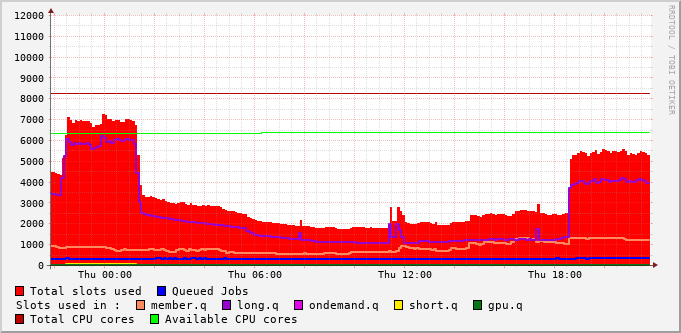 RRDTOOL / TOBI OETIKER
12000
11000
10000
9000
8000
7000
6000
5000
4000
3000
2000
1000
0
Thu 00:00 Thu 06:00 Thu 12:00 Thu 18:00
Total slots used Queued Jobs
Slots used in : member.q long.q ondemand.q short.q gpu.q
Total CPU cores Available CPU cores